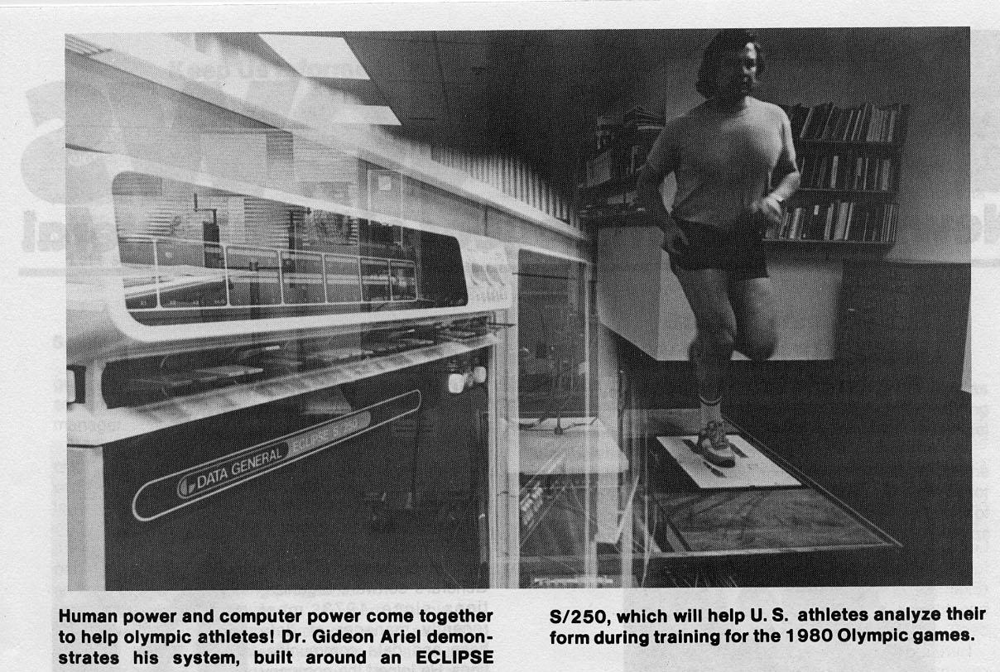 DATA GENERAL ECLIPSE S/250
Human power and computer power come together
to help olympic athletes! Dr. Gideon Ariel demon-
strates his system, built around an ECLIPSE
S/250, which will help U. S. athletes analyze their
form during training for the 1980 Olympic games.